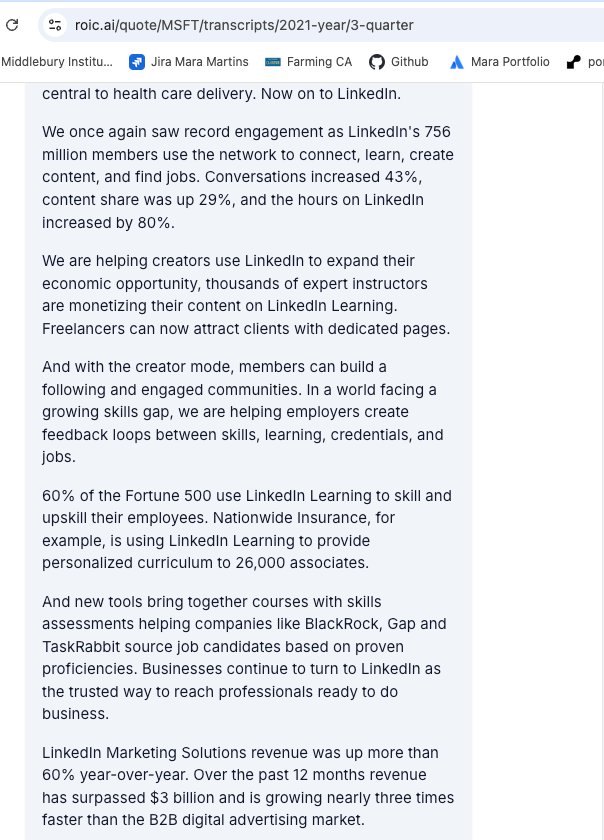 roic.ai/quote/MSFT/transcripts/2021-year/3-quarter
Middlebury Institu... Jira Mara Martins Farming CA Github Mara Portfolio por
central to health care delivery. Now on to LinkedIn.
We once again saw record engagement as LinkedIn's 756
million members use the network to connect, learn, create
content, and find jobs. Conversations increased 43%,
content share was up 29%, and the hours on LinkedIn
increased by 80%.
We are helping creators use LinkedIn to expand their
economic opportunity, thousands of expert instructors
are monetizing their content on LinkedIn Learning.
Freelancers can now attract clients with dedicated pages.
And with the creator mode, members can build a
following and engaged communities. In a world facing a
growing skills gap, we are helping employers create
feedback loops between skills, learning, credentials, and
jobs.
60% of the Fortune 500 use LinkedIn Learning to skill and
upskill their employees. Nationwide Insurance, for
example, is using LinkedIn Learning to provide
personalized curriculum to 26,000 associates.
And new tools bring together courses with skills
assessments helping companies like BlackRock, Gap and
TaskRabbit source job candidates based on proven
proficiencies. Businesses continue to turn to LinkedIn as
the trusted way to reach professionals ready to do
business.
LinkedIn Marketing Solutions revenue was up more than
60% year-over-year. Over the past 12 months revenue
has surpassed $3 billion and is growing nearly three times
faster than the B2B digital advertising market.